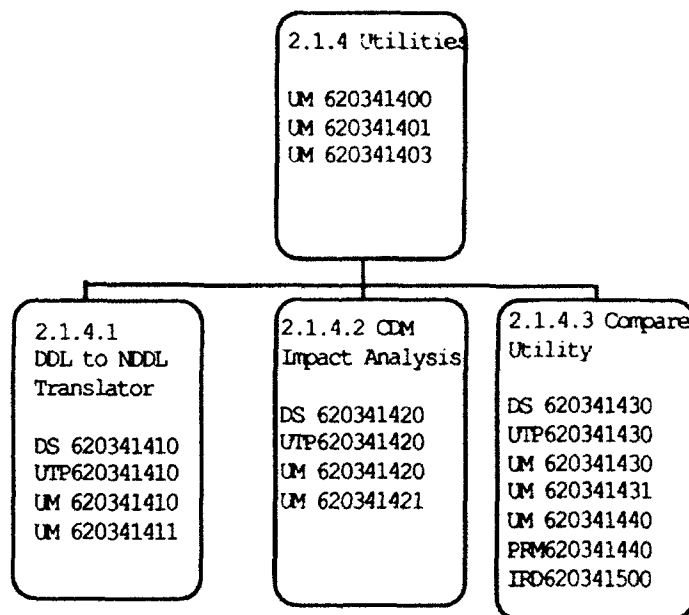 2.1.4 Utilities
UM 620341400
UM 620341401
UM 620341403
2.1.4.1
DDL to NDDL
Translator
DS 620341410
UTP620341410
UM 620341410
UM 620341411
2.1.4.2 CDM
Impact Analysis
DS 620341420
UTP620341420
UM 620341420
UM 620341421
2.1.4.3 Compare
Utility
DS 620341430
UTP620341430
UM 620341430
UM 620341431
UM 620341440
PRM620341440
IRD620341500